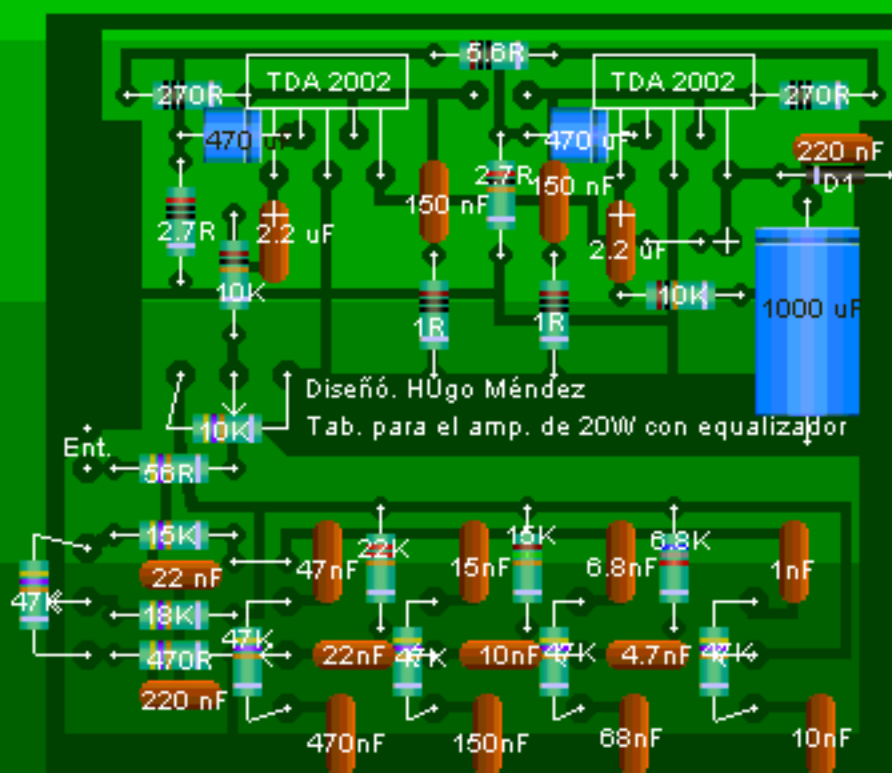 5.6R
TDA 2002
TDA 2002
270R
270R
470 uF
470 uF
220 nF
D1
2.7R
150 nF
150 nF
2.7R
2.2 uF
2.2 uF
10K
10K
1000 uF
1R
1R
Diseñó. HUgo Méndez
10K
Tab. para el amp. de 20W con equalizador
Ent.
56R
15K
22K
15K
6.8K
47nF
15nF
6.8nF
1nF
22 nF
47K
18K
47K
470R
22nF
47K
10nF
47K
4.7nF
47K
220 nF
470nF
150nF
68nF
10nF